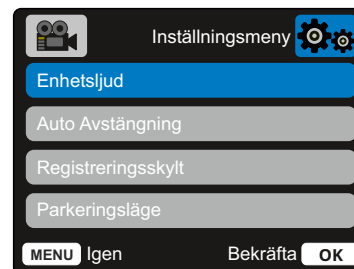 Inställningsmeny
Enhetsljud
Auto Avstängning
Registreringsskylt
Parkeringsläge
MENU Igen Bekräfta OK